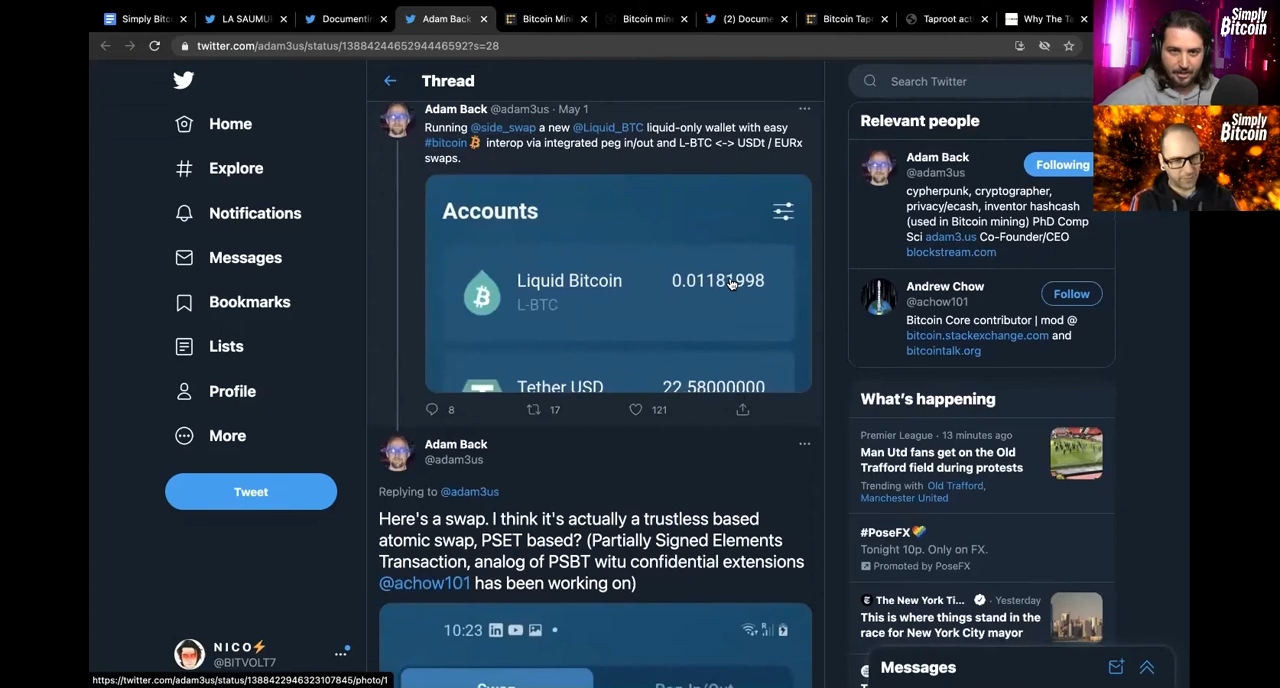 Simply Bitc
LA SAUMU
Documentin
Adam Back
Bitcoin Min
Bitcoin mine
(2) Docume
Bitcoin Tap
Taproot acti
Why The Ta
twitter.com/adam3us/status/1388424465294446592?s=28
Simply
Bitcoin
Simply
Bitcoin
Home
Explore
Notifications
Messages
Bookmarks
Lists
Profile
More
Tweet
NICO⚡
@BITVOLT7
https://twitter.com/adam3us/status/1388422946323107845/photo/1
Thread
Adam Back @adam3us · May 1
Running @side_swap a new @Liquid_BTC liquid-only wallet with easy
#bitcoin interop via integrated peg in/out and L-BTC <-> USDt / EURx
swaps.
Accounts
Liquid Bitcoin 0.01181998
L-BTC
Tether USD 22.58000000
8 17 121
Adam Back
@adam3us
Replying to @adam3us
Here's a swap. I think it's actually a trustless based
atomic swap, PSET based? (Partially Signed Elements
Transaction, analog of PSBT witu confidential extensions
@achow101 has been working on)
10:23
Swap Peg In/Out
Search Twitter
Relevant people
Adam Back
@adam3us
Following
cypherpunk, cryptographer,
privacy/ecash, inventor hashcash
(used in Bitcoin mining) PhD Comp
Sci adam3.us Co-Founder/CEO
blockstream.com
Andrew Chow
@achow101
Follow
Bitcoin Core contributor | mod @
bitcoin.stackexchange.com and
bitcointalk.org
What's happening
Premier League · 13 minutes ago
Man Utd fans get on the Old
Trafford field during protests
Trending with Old Trafford,
Manchester United
#PoseFX
Tonight 10p. Only on FX.
Promoted by PoseFX
The New York Ti... · Yesterday
This is where things stand in the
race for New York City mayor
Messages